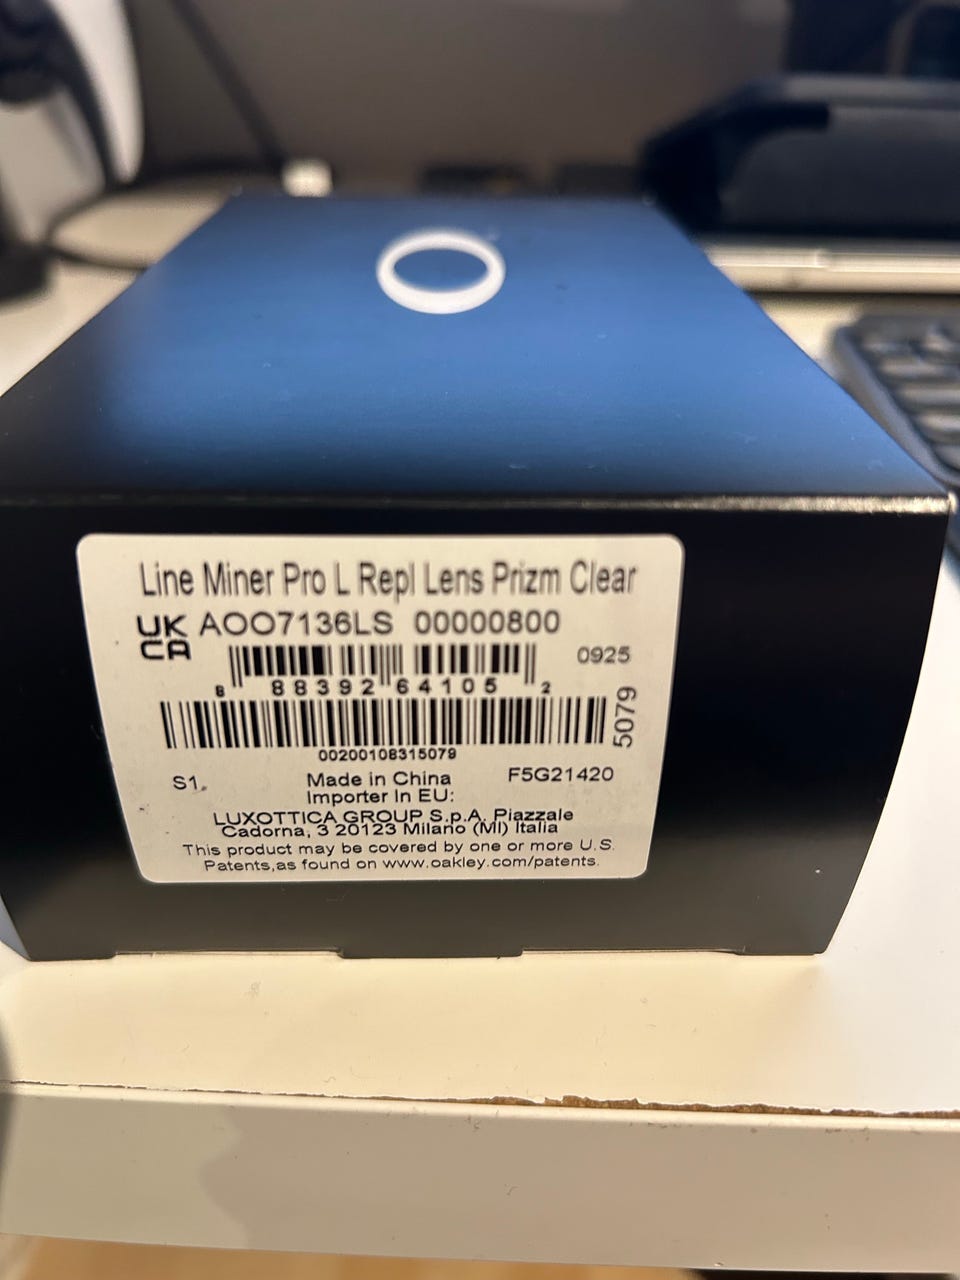 Line Miner Pro L Repl Lens Prizm Clear
UK
CA
AOO7136LS 00000800
0925
8 88392 64105 2
5079
00200108315079
S1.
Made in China
F5G21420
Importer In EU:
LUXOTTICA GROUP S.p.A. Piazzale
Cadorna, 3 20123 Milano (MI) Italia
This product may be covered by one or more U.S.
Patents,as found on www.oakley.com/patents.